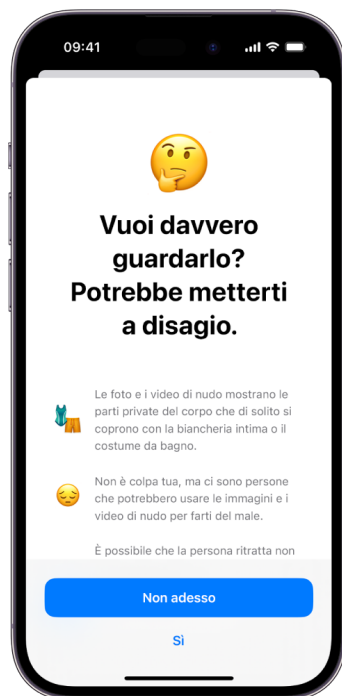 09:41
Vuoi davvero
guardarlo?
Potrebbe metterti
a disagio.
Le foto e i video di nudo mostrano le
parti private del corpo che di solito si
coprono con la biancheria intima o il
costume da bagno.
Non è colpa tua, ma ci sono persone
che potrebbero usare le immagini e i
video di nudo per farti del male.
È possibile che la persona ritratta non
Non adesso
Sì